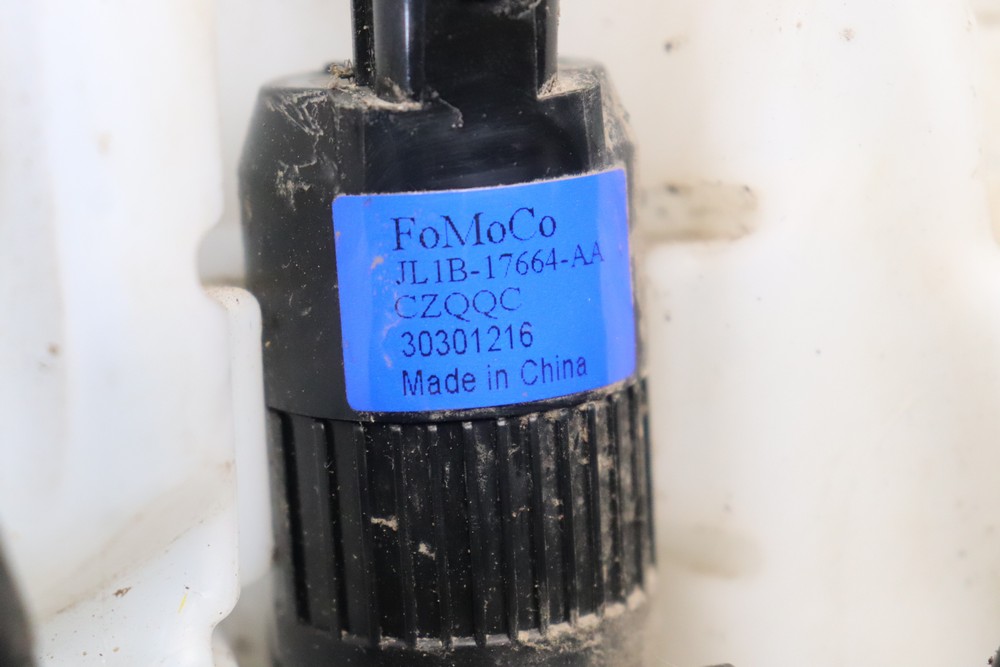 FoMoCo
JL1B-17664-AA
CZQQC
30301216
Made in China